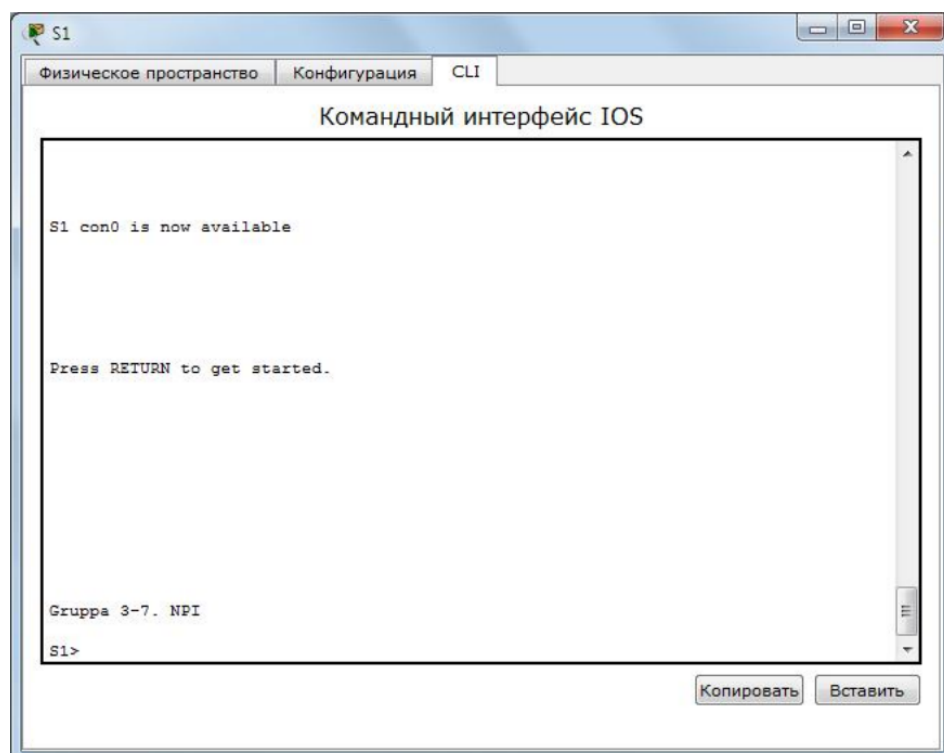 S1
Физическое пространство Конфигурация CLI
Командный интерфейс IOS
S1 con0 is now available
Press RETURN to get started.
Gruppa 3-7. NPI
S1>
Копировать Вставить